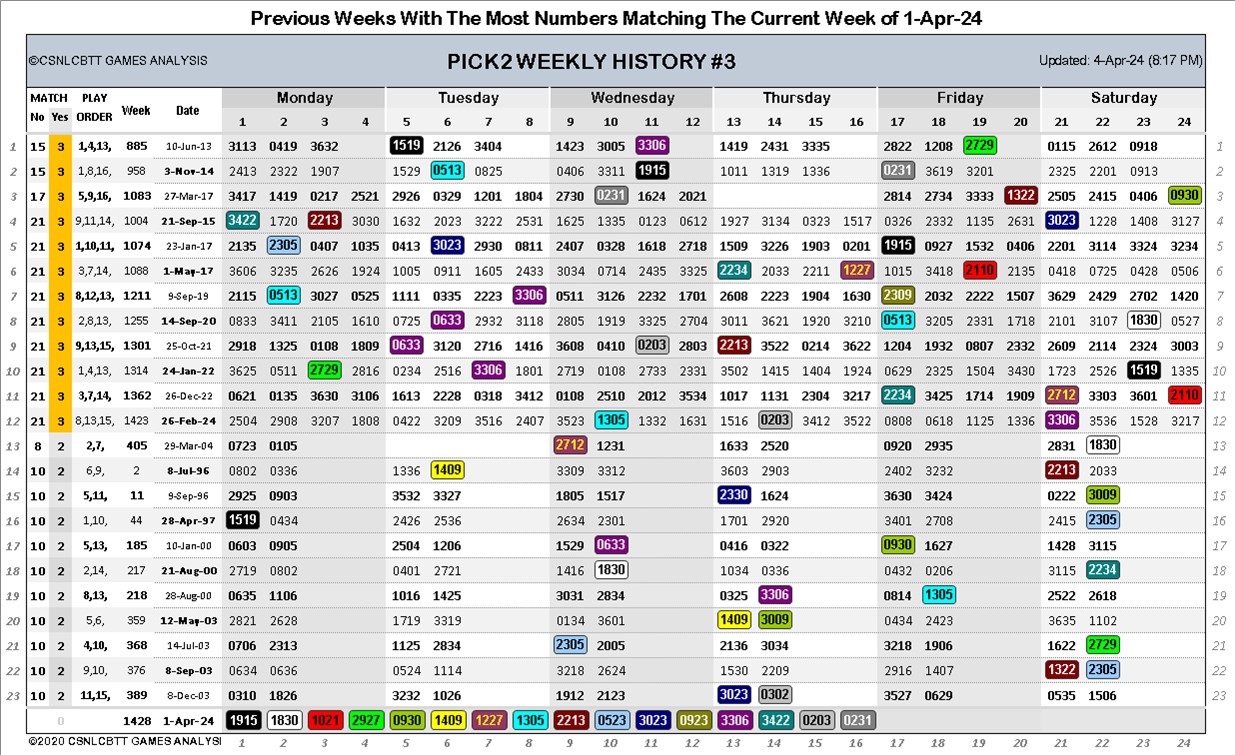 Previous Weeks With The Most Numbers Matching The Current Week of 1-Apr-24
©CSNLCBTT GAMES ANALYSIS PICK2 WEEKLY HISTORY #3 Updated: 4-Apr-24 (8:17 PM)
MATCH PLAY Week Date Monday Tuesday Wednesday Thursday Friday Saturday
No Yes ORDER 1 2 3 4 5 6 7 8 9 10 11 12 13 14 15 16 17 18 19 20 21 22 23 24
1 15 3 1,4,13, 885 10-Jun-13 3113 0419 3632 1519 2126 3404 1423 3005 3306 1419 2431 3335 2822 1208 2729 0115 2612 0918 1
2 15 3 1,8,16, 958 3-Nov-14 2413 2322 1907 1529 0513 0825 0406 3311 1915 1011 1319 1336 0231 3619 3201 2325 2201 0913 2
3 17 3 5,9,16, 1083 27-Mar-17 3417 1419 0217 2521 2926 0329 1201 1804 2730 0231 1624 2021 2814 2734 3333 1322 2505 2415 0406 0930 3
4 21 3 9,11,14, 1004 21-Sep-15 3422 1720 2213 3030 1632 2023 3222 2531 1625 1335 0123 0612 1927 3134 0323 1517 0326 2832 1135 2631 3023 1228 1408 3127 4
5 21 3 1,10,11, 1074 23-Jan-17 2135 2305 0407 1035 0413 3023 2930 0811 2407 0328 1618 2718 1509 3226 1903 0201 1915 0927 1532 0406 2201 3114 3324 3234 5
6 21 3 3,7,14, 1088 1-May-17 3606 3235 2626 1924 1005 0911 1605 2433 3034 0714 2435 3325 2234 2033 2211 1227 1015 3418 2110 2135 0418 0725 0428 0506 6
7 21 3 8,12,13, 1211 9-Sep-19 2115 0513 3027 0525 1111 0335 2223 3306 0511 3126 2232 1701 2608 2223 1904 1630 2309 2032 2222 1507 3629 2429 2702 1420 7
8 21 3 2,8,13, 1255 14-Sep-20 0833 3411 2105 1610 0725 0633 2932 3118 2805 1919 3325 2704 3011 3621 1920 3210 0513 3205 2331 1718 2101 3107 1830 0527 8
9 21 3 9,13,15, 1301 25-Oct-21 2918 1325 0108 1809 0633 3120 2716 1416 3608 0410 0203 2803 2213 3522 0214 3622 1204 1932 0807 2332 2609 2114 2324 3003 9
10 21 3 1,4,13, 1314 24-Jan-22 3625 0511 2729 2816 0234 2516 3306 1801 2719 0108 2733 2331 3502 1415 1404 1924 0629 2325 1504 3430 1723 2526 1519 1335 10
11 21 3 3,7,14, 1362 26-Dec-22 0621 0135 3630 3106 1613 2228 0318 3412 0108 2510 2012 3534 1017 1131 2304 3217 2234 3425 1714 1909 2712 3303 3601 2110 11
12 21 3 8,13,15, 1423 26-Feb-24 2504 2908 3207 1808 0422 3209 3516 2407 3523 1305 1332 1631 1516 0203 3412 3522 0808 0618 1125 1336 3306 3536 1528 3217 12
13 8 2 2,7, 405 29-Mar-04 0723 0105 2712 1231 1633 2520 0920 2935 2831 1830 13
14 10 2 6,9, 2 8-Jul-96 0802 0336 1336 1409 3309 3312 3603 2903 2402 3232 2213 2033 14
15 10 2 5,11, 11 9-Sep-96 2925 0903 3532 3327 1805 1517 2330 1624 3630 3424 0222 3009 15
16 10 2 1,10, 44 28-Apr-97 1519 0434 2426 2536 2634 2301 1701 2920 3401 2708 2415 2305 16
17 10 2 5,13, 185 10-Jan-00 0603 0905 2504 1206 1529 0633 0416 0322 0930 1627 1428 3115 17
18 10 2 2,14, 217 21-Aug-00 2719 0802 0401 2721 1416 1830 1034 0336 0432 0206 3115 2234 18
19 10 2 8,13, 218 28-Aug-00 0635 1106 1016 1425 3031 2834 0325 3306 0814 1305 2522 2618 19
20 10 2 5,6, 359 12-May-03 2821 2628 1719 3319 0134 3601 1409 3009 0434 2423 3635 1102 20
21 10 2 4,10, 368 14-Jul-03 0706 2313 1125 2834 2305 2005 2136 3034 3218 1906 1622 2729 21
22 10 2 9,10, 376 8-Sep-03 0634 0636 0524 1114 3218 2624 1530 2209 2916 1407 1322 2305 22
23 10 2 11,15, 389 8-Dec-03 0310 1826 3232 1026 1912 2123 3023 0302 3527 0629 0535 1506 23
0 1428 1-Apr-24 1915 1830 1021 2927 0930 1409 1227 1305 2213 0523 3023 0923 3306 3422 0203 0231
©2020 CSNLCBTT GAMES ANALYSI 1 2 3 4 5 6 7 8 9 10 11 12 13 14 15 16 17 18 19 20 21 22 23 24